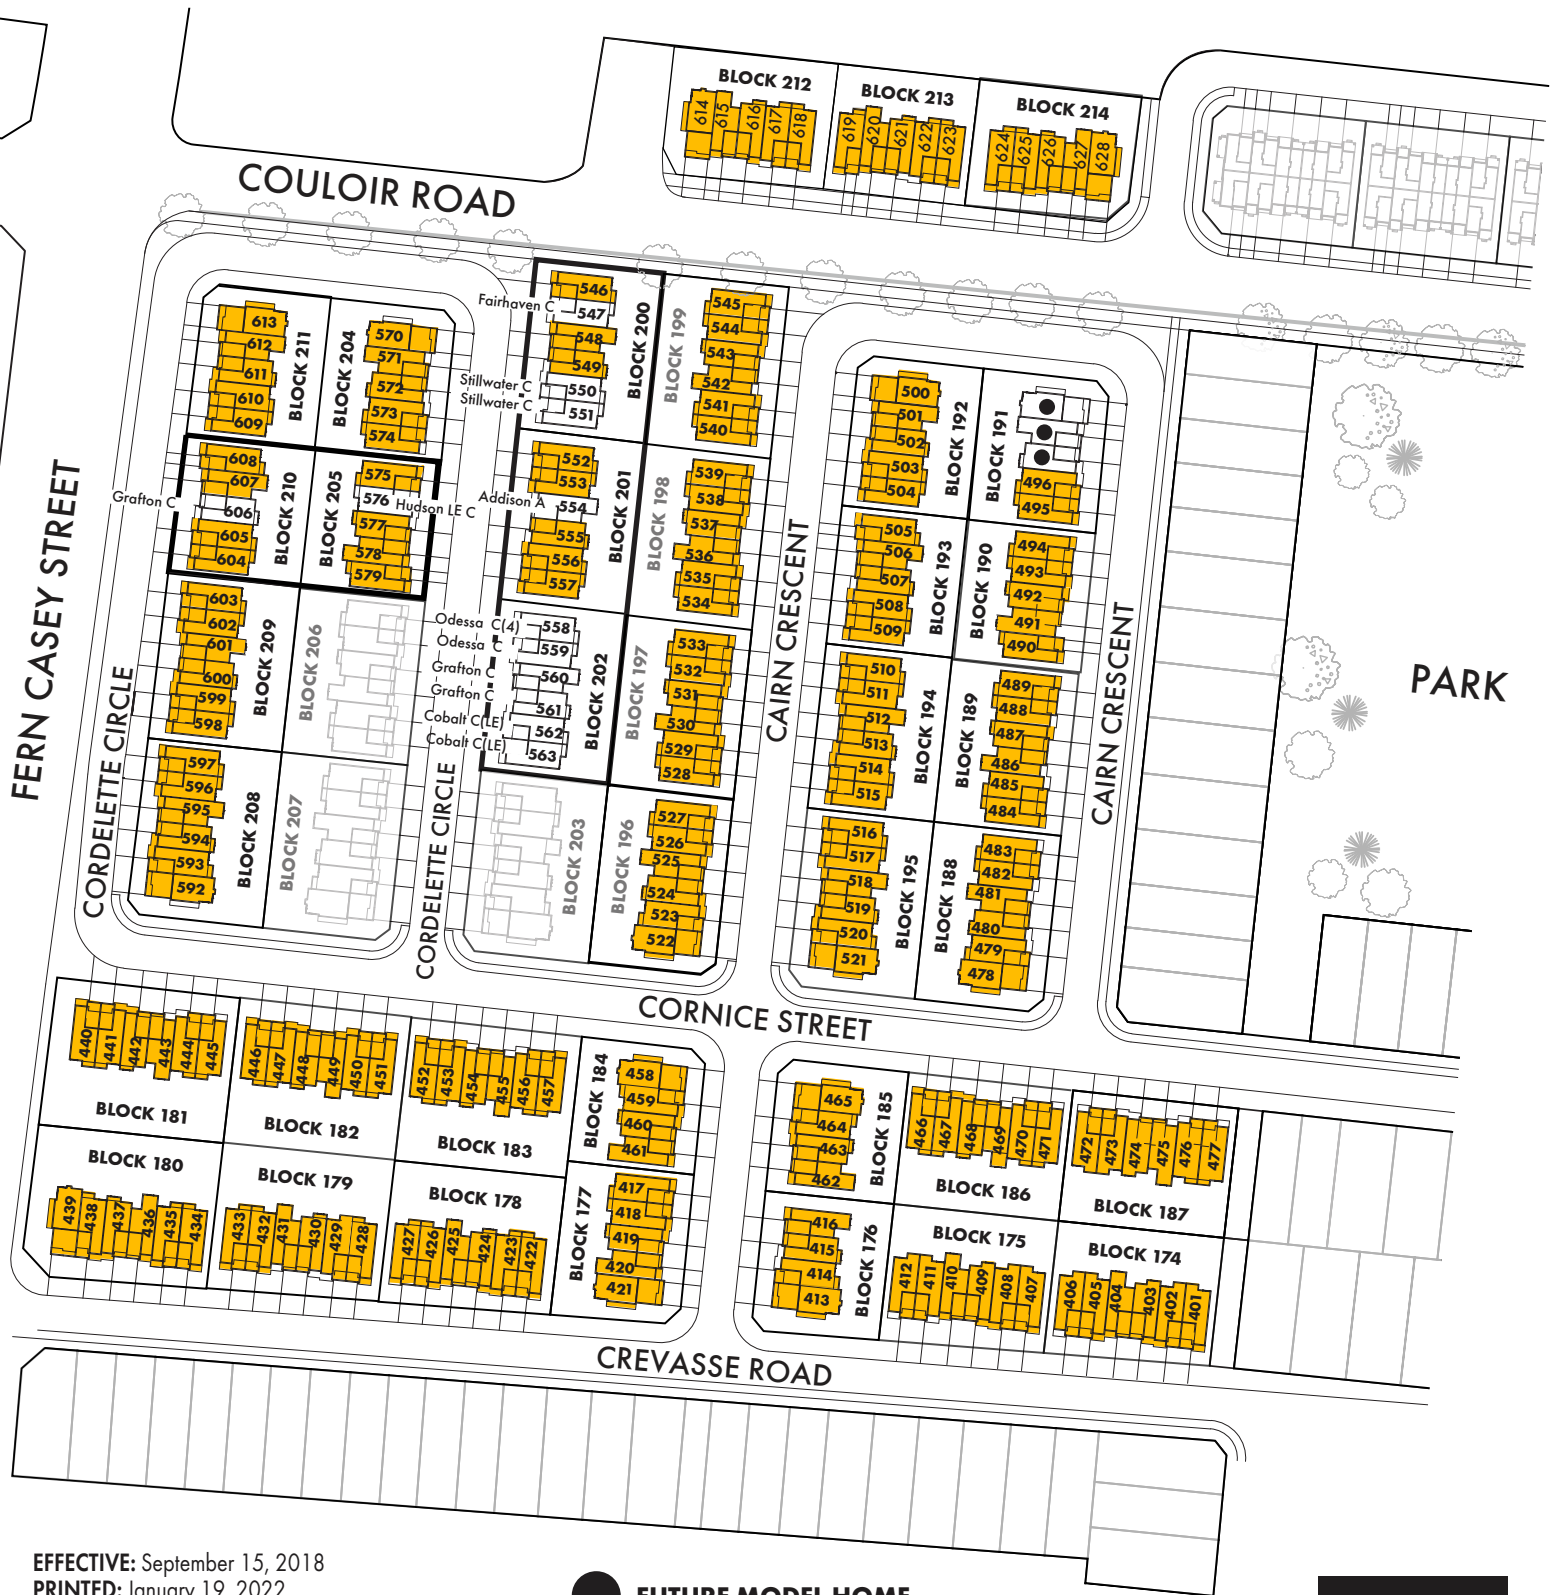 BLOCK 212
614 615 616 617 618
BLOCK 213
619 620 621 622 623
BLOCK 214
624 625 626 627 628
COULOIR ROAD
FERN CASEY STREET
CORDELETTE CIRCLE
BLOCK 211
613
612
611
610
609
BLOCK 204
570
571
572
573
574
BLOCK 210
608
607
Grafton C
606
605
604
BLOCK 205
575
576
Hudson LE C
577
578
579
BLOCK 209
603
602
601
600
599
598
BLOCK 206
BLOCK 208
597
596
595
594
593
592
BLOCK 207
CORDELETTE CIRCLE
BLOCK 200
546
Fairhaven C
547
548
549
Stillwater C
550
Stillwater C
551
BLOCK 199
545
544
543
542
541
540
BLOCK 201
552
553
Addison A
554
555
556
557
BLOCK 198
539
538
537
536
535
534
BLOCK 202
Odessa C(4)
558
Odessa C
559
Grafton C
560
Grafton C
561
Cobalt C(LE)
562
Cobalt C(LE)
563
BLOCK 197
533
532
531
530
529
528
BLOCK 203
BLOCK 196
527
526
525
524
523
522
CAIRN CRESCENT
BLOCK 192
500
501
502
503
504
BLOCK 191
496
495
BLOCK 193
505
506
507
508
509
BLOCK 190
494
493
492
491
490
BLOCK 194
510
511
512
513
514
515
BLOCK 189
489
488
487
486
485
484
BLOCK 195
516
517
518
519
520
521
BLOCK 188
483
482
481
480
479
478
CAIRN CRESCENT
PARK
CORNICE STREET
440 441 442 443 444 445
BLOCK 181
446 447 448 449 450 451
BLOCK 182
452 453 454 455 456 457
BLOCK 183
BLOCK 184
458
459
460
461
BLOCK 185
465
464
463
462
466 467 468 469 470 471
BLOCK 186
472 473 474 475 476 477
BLOCK 187
BLOCK 180
439 438 437 436 435 434
BLOCK 179
433 432 431 430 429 428
BLOCK 178
427 426 425 424 423 422
BLOCK 177
417
418
419
420
421
BLOCK 176
416
415
414
413
BLOCK 175
412 411 410 409 408 407
BLOCK 174
406 405 404 403 402 401
CREVASSE ROAD
EFFECTIVE: September 15, 2018
PRINTED: January 19, 2022
FUTURE MODEL HOME